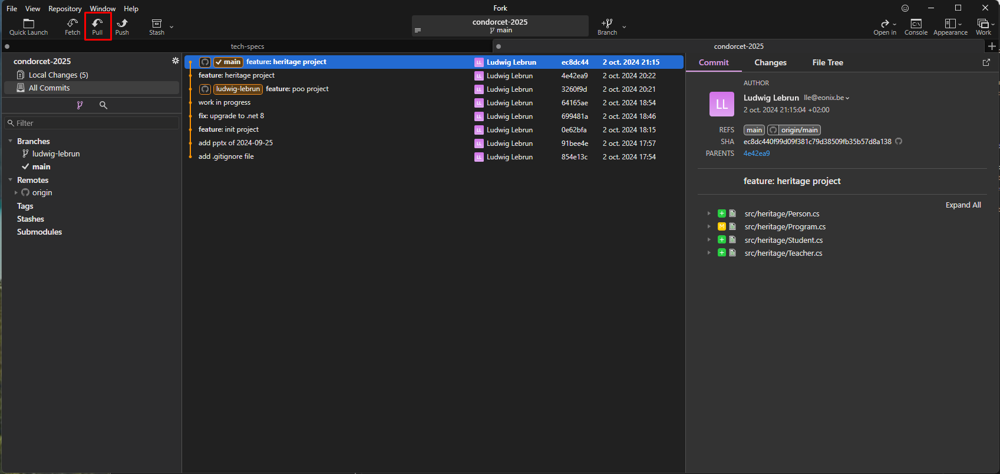 File View Repository Window Help
Fork
Quick Launch Fetch Pull Push Stash
condorcet-2025
main
Branch
Open in Console Appearance Work
tech-specs
condorcet-2025
condorcet-2025
Local Changes (5)
All Commits
Filter
Branches
ludwig-lebrun
main
Remotes
origin
Tags
Stashes
Submodules
main feature: heritage project LL Ludwig Lebrun ec8dc44 2 oct. 2024 21:15
feature: heritage project LL Ludwig Lebrun 4e42ea9 2 oct. 2024 20:22
ludwig-lebrun feature: poo project LL Ludwig Lebrun 3260f9d 2 oct. 2024 20:21
work in progress LL Ludwig Lebrun 64165ae 2 oct. 2024 18:54
fix: upgrade to .net 8 LL Ludwig Lebrun 699481a 2 oct. 2024 18:46
feature: init project LL Ludwig Lebrun 0e62bfa 2 oct. 2024 18:15
add pptx of 2024-09-25 LL Ludwig Lebrun 91bee4e 2 oct. 2024 17:57
add .gitignore file LL Ludwig Lebrun 854e13c 2 oct. 2024 17:54
Commit Changes File Tree
AUTHOR
LL
Ludwig Lebrun lle@eonix.be
2 oct. 2024 21:15:04 +02:00
REFS main origin/main
SHA ec8dc440f99d09f381c79d38509fb35b57d8a138
PARENTS 4e42ea9
feature: heritage project
Expand All
+ src/heritage/Person.cs
M src/heritage/Program.cs
+ src/heritage/Student.cs
+ src/heritage/Teacher.cs